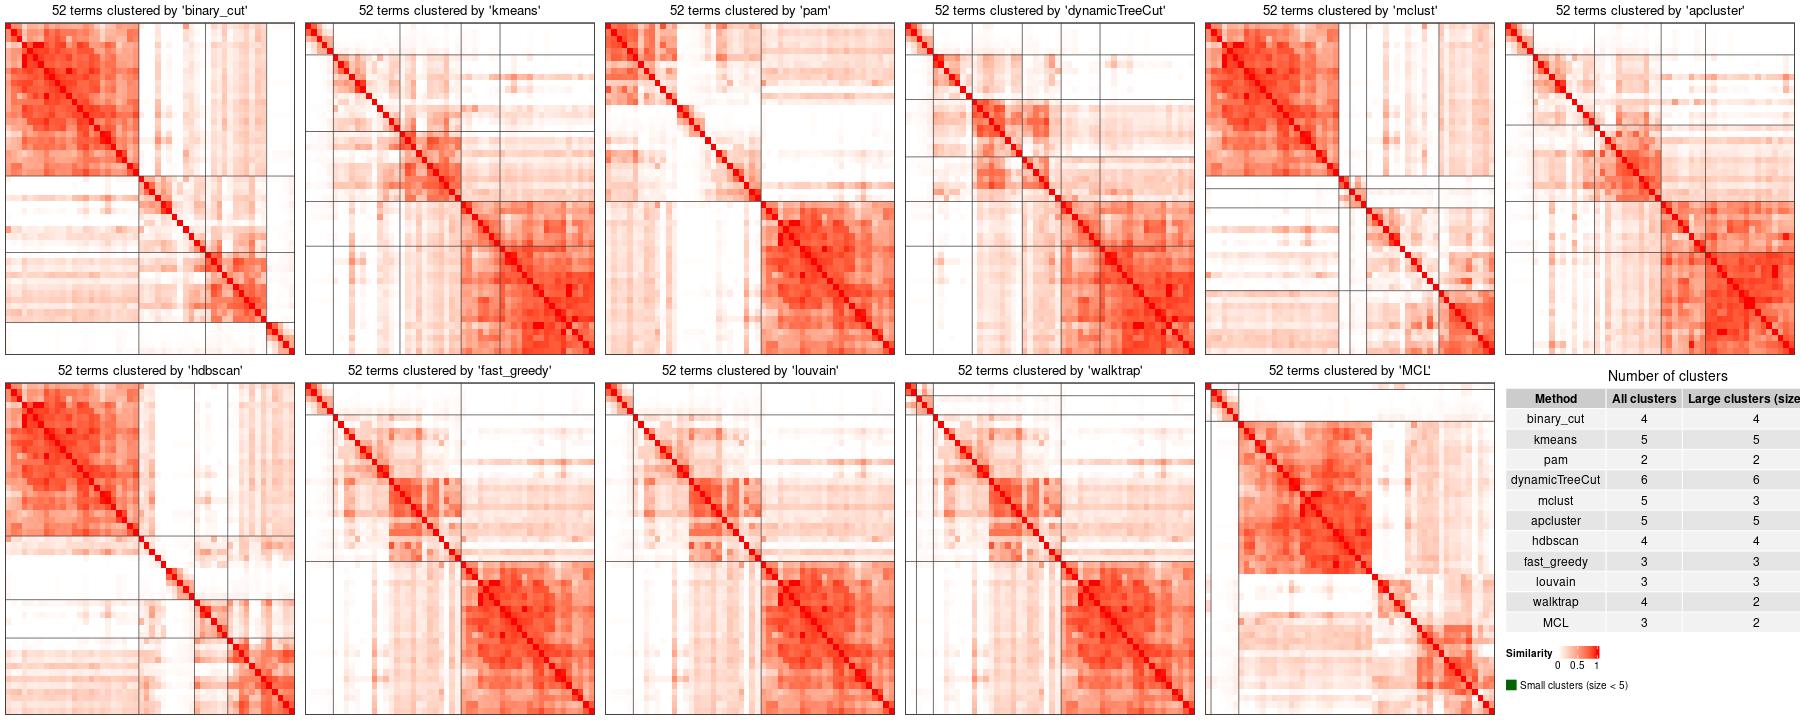 52 terms clustered by 'binary_cut'
52 terms clustered by 'kmeans'
52 terms clustered by 'pam'
52 terms clustered by 'dynamicTreeCut'
52 terms clustered by 'mclust'
52 terms clustered by 'apcluster'
52 terms clustered by 'hdbscan'
52 terms clustered by 'fast_greedy'
52 terms clustered by 'louvain'
52 terms clustered by 'walktrap'
52 terms clustered by 'MCL'
Number of clusters
Method All clusters Large clusters (size
binary_cut 4 4
kmeans 5 5
pam 2 2
dynamicTreeCut 6 6
mclust 5 3
apcluster 5 5
hdbscan 4 4
fast_greedy 3 3
louvain 3 3
walktrap 4 2
MCL 3 2
Similarity
0 0.5 1
Small clusters (size < 5)